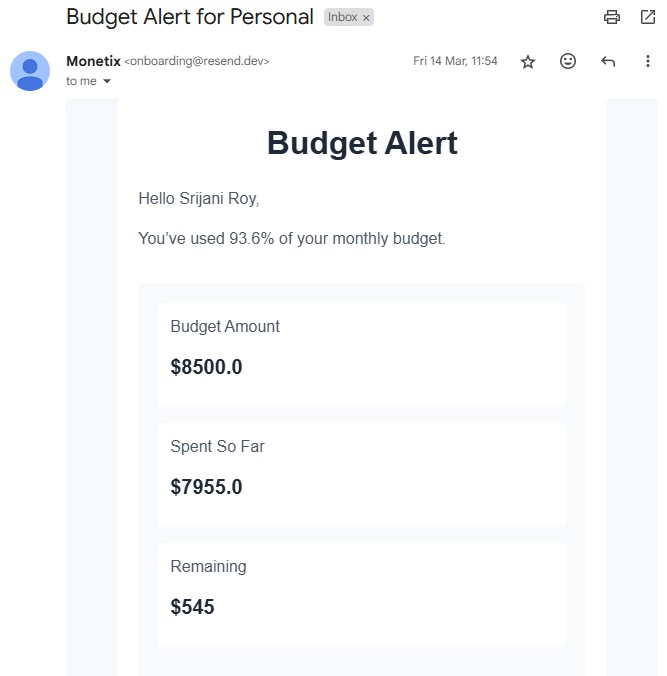 Budget Alert for Personal Inbox ×
Monetix <onboarding@resend.dev> Fri 14 Mar, 11:54
to me
Budget Alert
Hello Srijani Roy,
You’ve used 93.6% of your monthly budget.
Budget Amount
$8500.0
Spent So Far
$7955.0
Remaining
$545